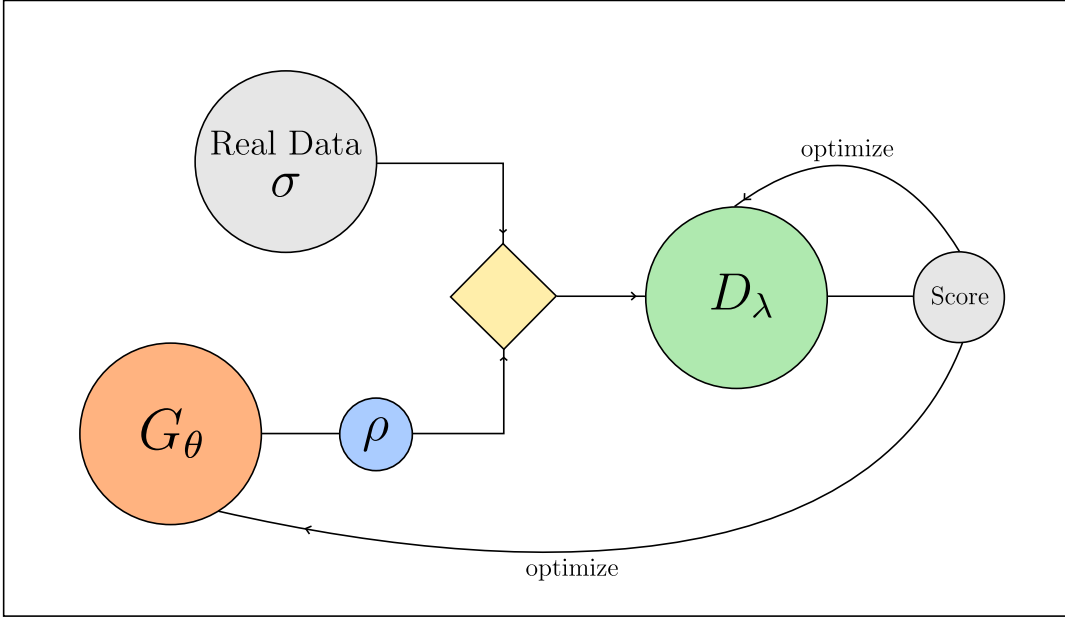 Real Data
σ
optimize
D_λ
Score
G_θ
ρ
optimize